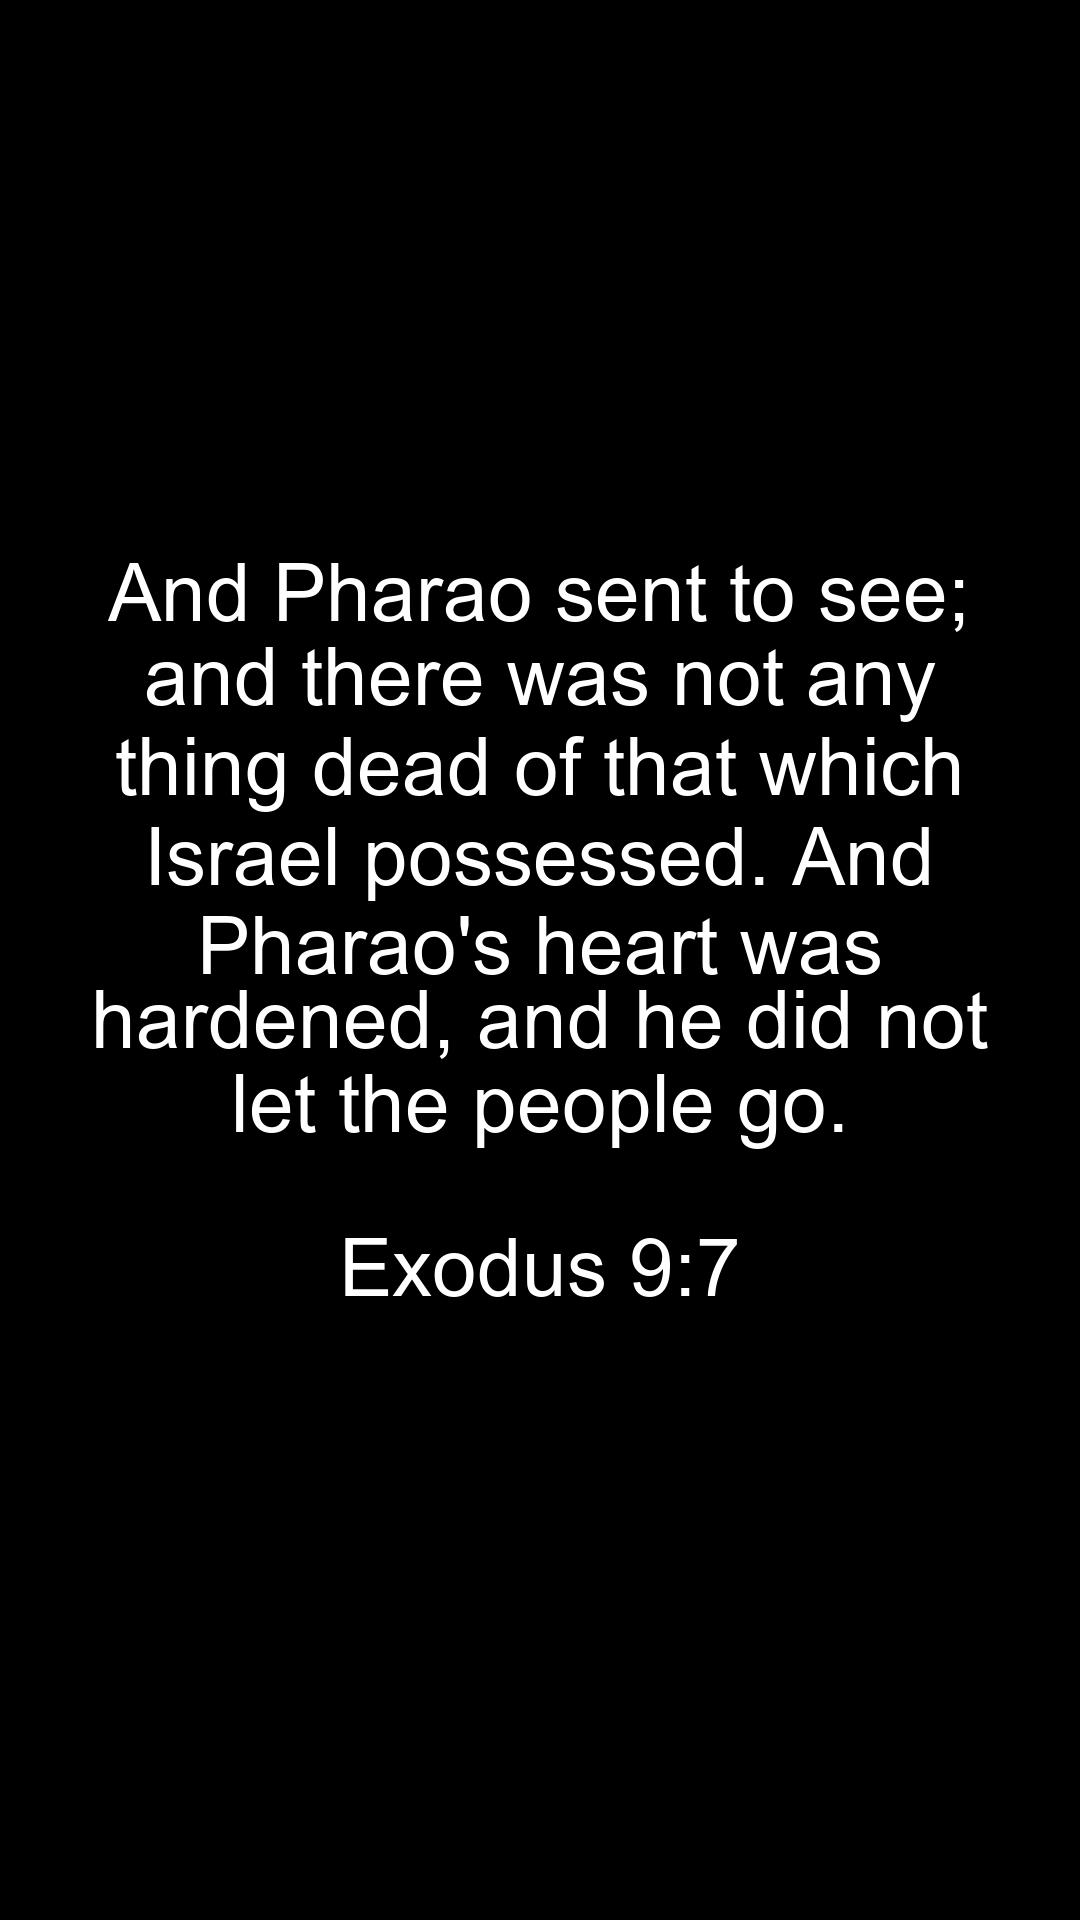 And Pharao sent to see;
and there was not any
thing dead of that which
Israel possessed. And
Pharao's heart was
hardened, and he did not
let the people go.
Exodus 9:7